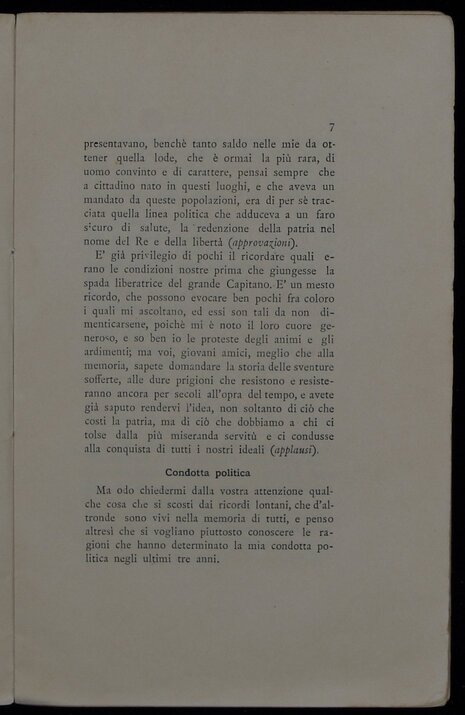 7
presentavano, benchè tanto saldo nelle mie da ot-
tener quella lode, che è ormai la più rara, di
uomo convinto e di carattere, pensai sempre che
a cittadino nato in questi luoghi, e che aveva un
mandato da queste popolazioni, era di per sè trac-
ciata quella linea politica che adduceva a un faro
sicuro di salute, la redenzione della patria nel
nome del Re e della libertà (approvazioni).
E' già privilegio di pochi il ricordare quali e-
rano le condizioni nostre prima che giungesse la
spada liberatrice del grande Capitano. E' un mesto
ricordo, che possono evocare ben pochi fra coloro
i quali mi ascoltano, ed essi son tali da non di-
menticarsene, poichè mi è noto il loro cuore ge-
neroso, e so ben io le proteste degli animi e gli
ardimenti; ma voi, giovani amici, meglio che alla
memoria, sapete domandare la storia delle sventure
sofferte, alle dure prigioni che resistono e resiste-
ranno ancora per secoli all'opra del tempo, e avete
già saputo rendervi l'idea, non soltanto di ciò che
costi la patria, ma di ciò che dobbiamo a chi ci
tolse dalla più miseranda servitù e ci condusse
alla conquista di tutti i nostri ideali (applausi).
Condotta politica
Ma odo chiedermi dalla vostra attenzione qual-
che cosa che si scosti dai ricordi lontani, che d'al-
tronde sono vivi nella memoria di tutti, e penso
altresì che si vogliano piuttosto conoscere le ra-
gioni che hanno determinato la mia condotta po-
litica negli ultimi tre anni.